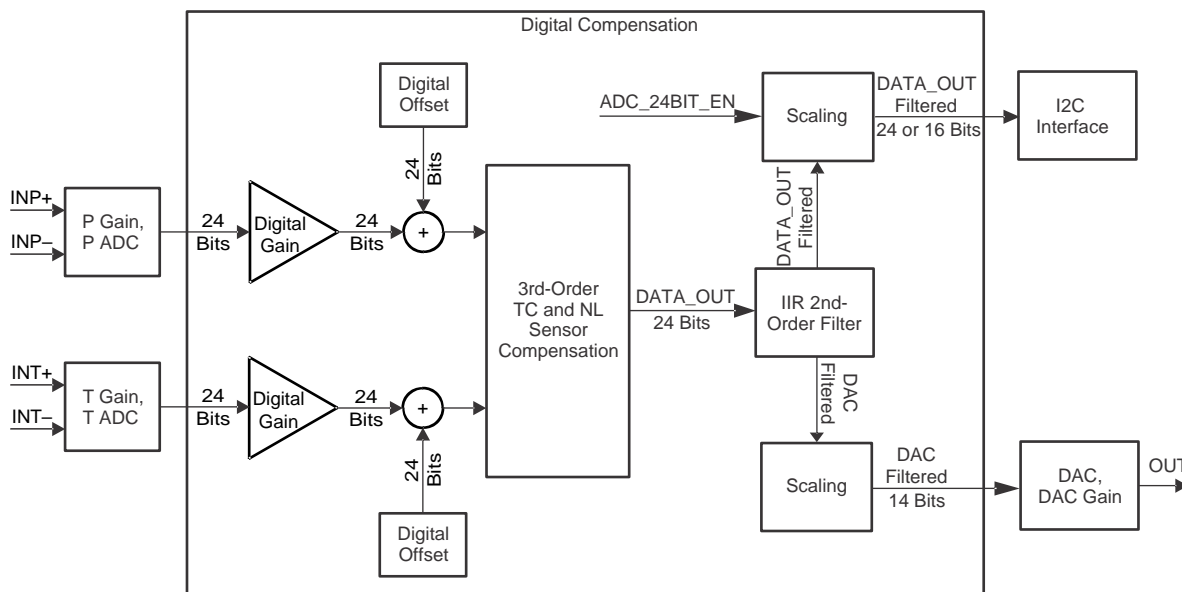 Digital Compensation
Digital
Offset
24
Bits
ADC_24BIT_EN
Scaling
DATA_OUT
Filtered
24 or 16 Bits
I2C
Interface
INP+
INP–
P Gain,
P ADC
24
Bits
Digital
Gain
24
Bits
+
3rd-Order
TC and NL
Sensor
Compensation
DATA_OUT
24 Bits
DATA_OUT
Filtered
IIR 2nd-
Order Filter
INT+
INT–
T Gain,
T ADC
24
Bits
Digital
Gain
24
Bits
+
24
Bits
Digital
Offset
DAC
Filtered
Scaling
DAC
Filtered
14 Bits
DAC,
DAC Gain
OUT